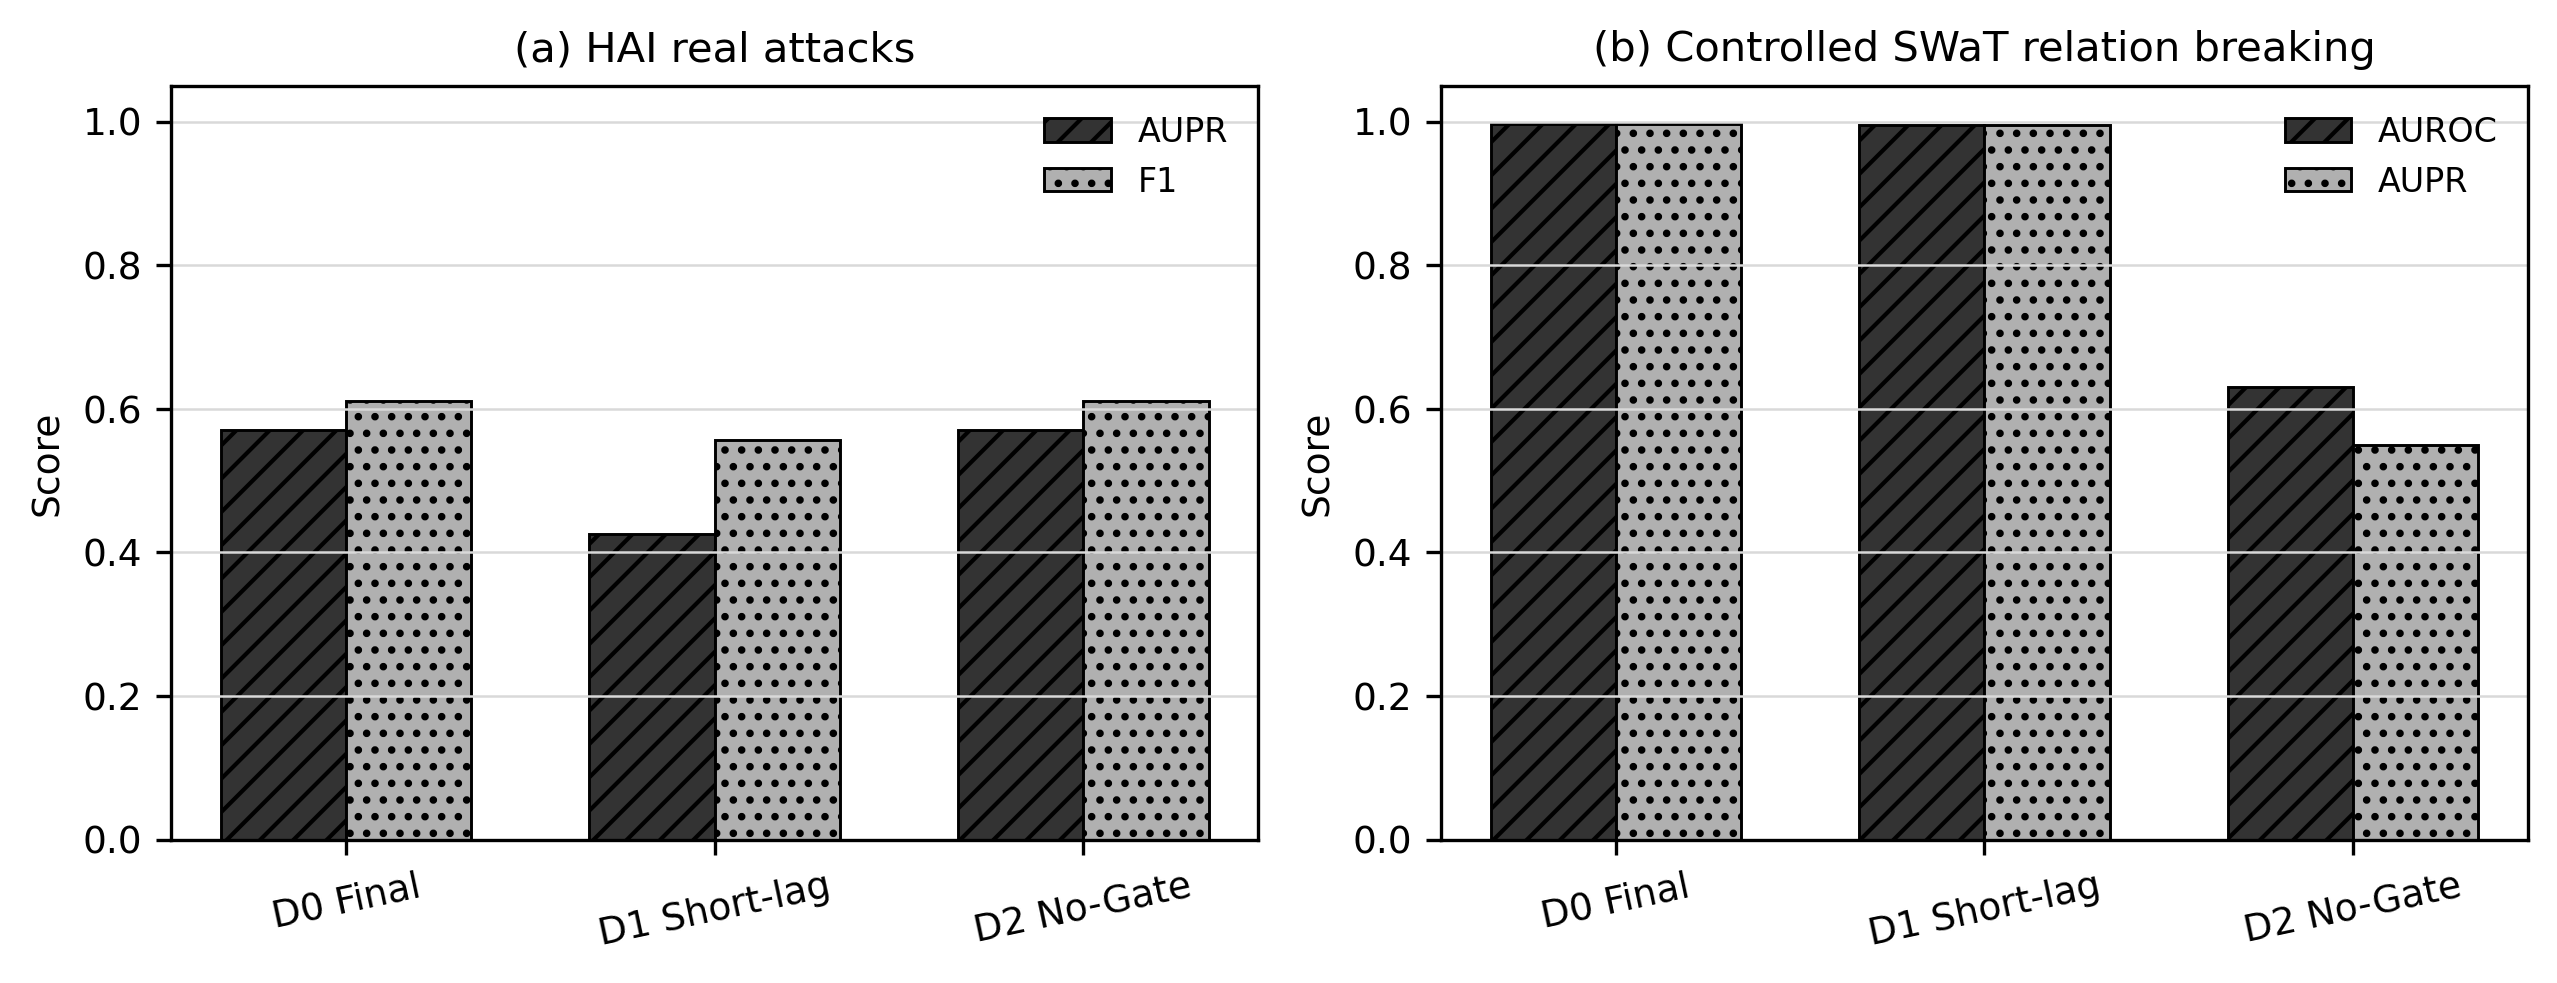 (a) HAI real attacks
Score
1.0
0.8
0.6
0.4
0.2
0.0
AUPR
F1
D0 Final
D1 Short-lag
D2 No-Gate
(b) Controlled SWaT relation breaking
Score
1.0
0.8
0.6
0.4
0.2
0.0
AUROC
AUPR
D0 Final
D1 Short-lag
D2 No-Gate